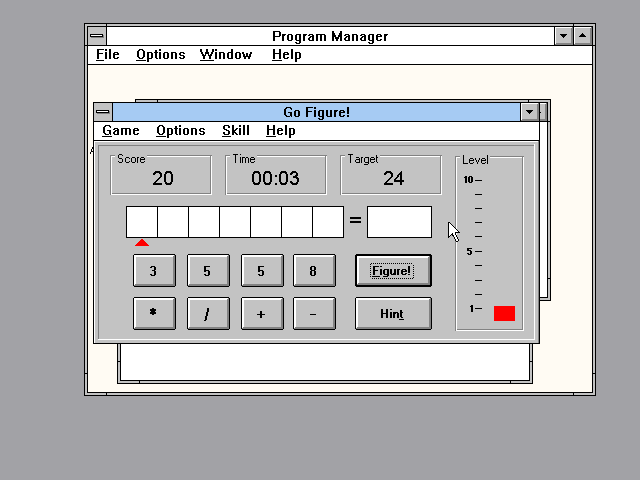 Program Manager
File Options Window Help
Go Figure!
Game Options Skill Help
Score Time Target Level
20 00:03 24
10
=
5
3 5 5 8 Figure!
* / + - Hint
1